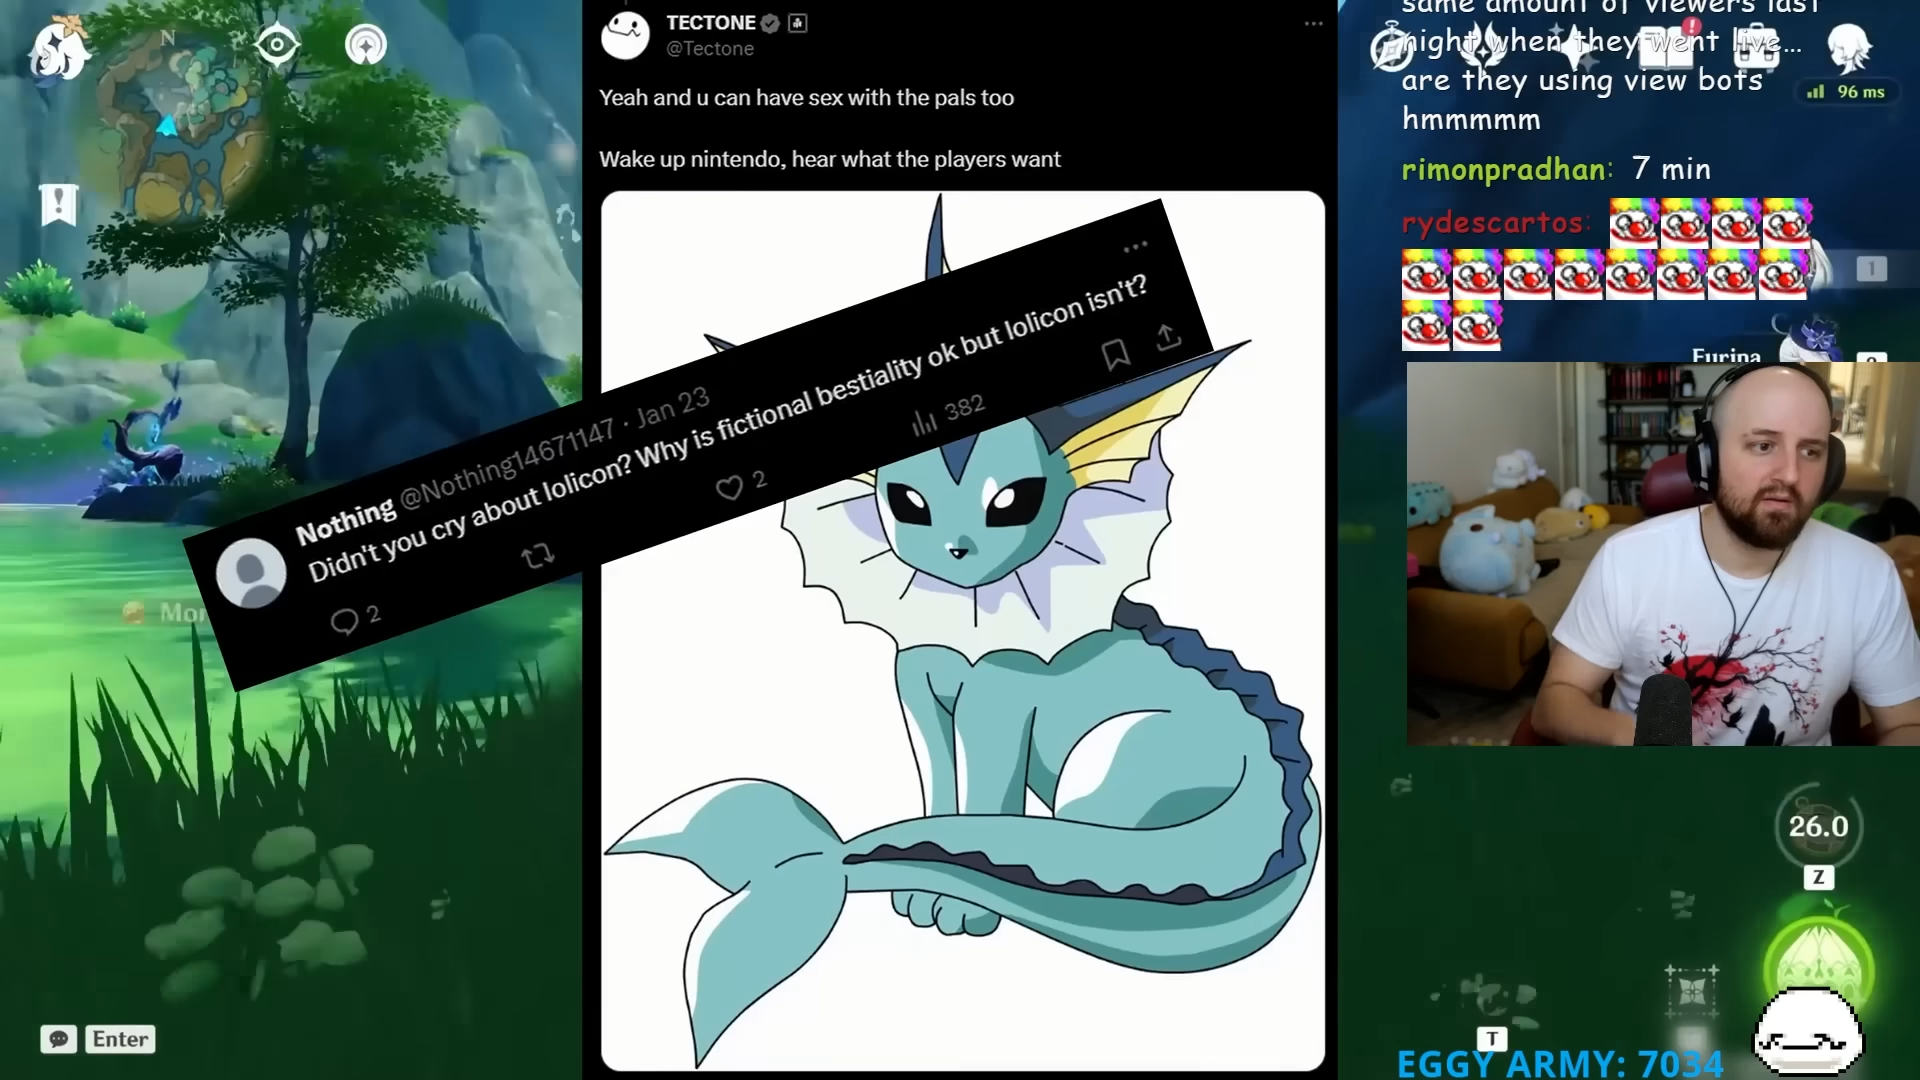 N
TECTONE
@Tectone
Yeah and u can have sex with the pals too
Wake up nintendo, hear what the players want
Nothing @Nothing14671147 · Jan 23
Didn't you cry about lolicon? Why is fictional bestiality ok but lolicon isn't?
2
2
382
same amount of viewers last
night when they went live...
are they using view bots
hmmmmm
96 ms
rimonpradhan: 7 min
rydescartos:
1
Furina
Mor
26.0
Z
T
Enter
EGGY ARMY: 7034